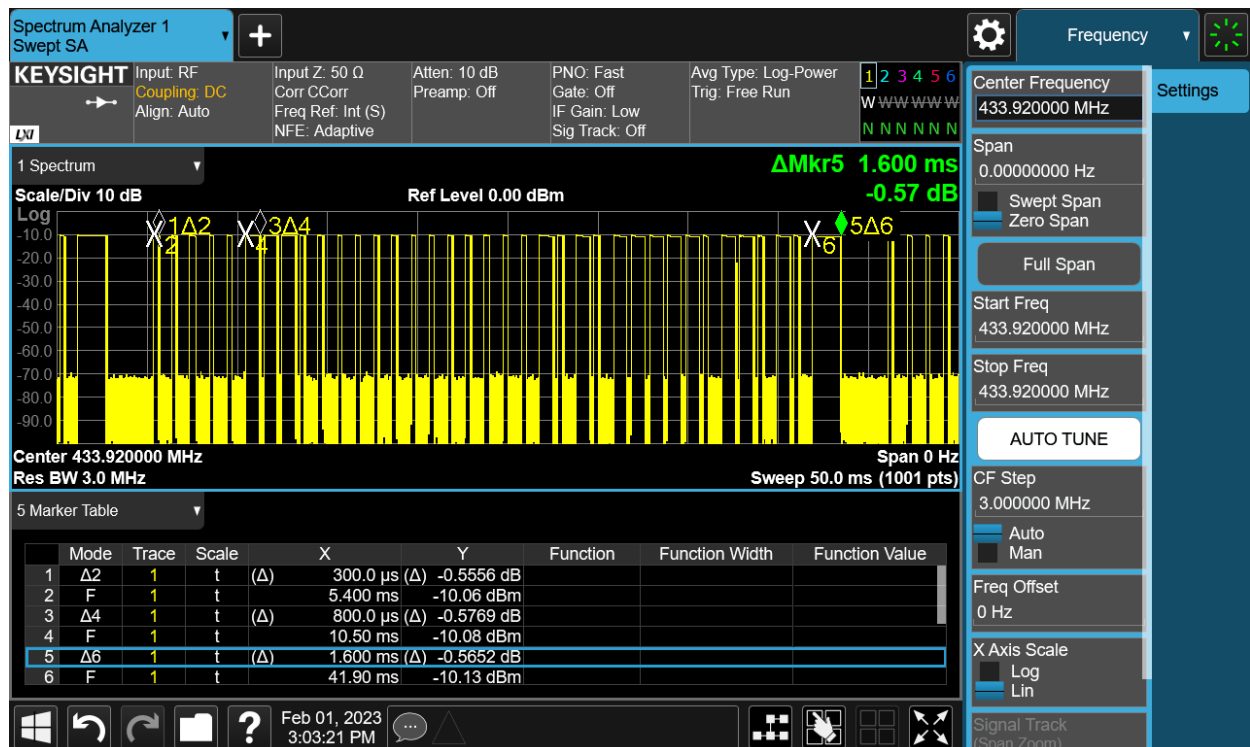 Spectrum Analyzer 1
Swept SA
+
Frequency
KEYSIGHT
LXI
Input: RF
Coupling: DC
Align: Auto
Input Z: 50 Ω
Corr CCorr
Freq Ref: Int (S)
NFE: Adaptive
Atten: 10 dB
Preamp: Off
PNO: Fast
Gate: Off
IF Gain: Low
Sig Track: Off
Avg Type: Log-Power
Trig: Free Run
1 2 3 4 5 6
W W W W W W
N N N N N N
1 Spectrum
ΔMkr5 1.600 ms
-0.57 dB
Scale/Div 10 dB
Ref Level 0.00 dBm
Log
-10.0
-20.0
-30.0
-40.0
-50.0
-60.0
-70.0
-80.0
-90.0
1Δ2
2
3Δ4
4
5Δ6
6
Center 433.920000 MHz
Span 0 Hz
Res BW 3.0 MHz
Sweep 50.0 ms (1001 pts)
5 Marker Table
Mode Trace Scale X Y Function Function Width Function Value
1 Δ2 1 t (Δ) 300.0 µs (Δ) -0.5556 dB
2 F 1 t 5.400 ms -10.06 dBm
3 Δ4 1 t (Δ) 800.0 µs (Δ) -0.5769 dB
4 F 1 t 10.50 ms -10.08 dBm
5 Δ6 1 t (Δ) 1.600 ms (Δ) -0.5652 dB
6 F 1 t 41.90 ms -10.13 dBm
?
Feb 01, 2023
3:03:21 PM
Center Frequency
433.920000 MHz
Span
0.00000000 Hz
Swept Span
Zero Span
Full Span
Start Freq
433.920000 MHz
Stop Freq
433.920000 MHz
AUTO TUNE
CF Step
3.000000 MHz
Auto
Man
Freq Offset
0 Hz
X Axis Scale
Log
Lin
Signal Track
(Span Zoom)
Settings